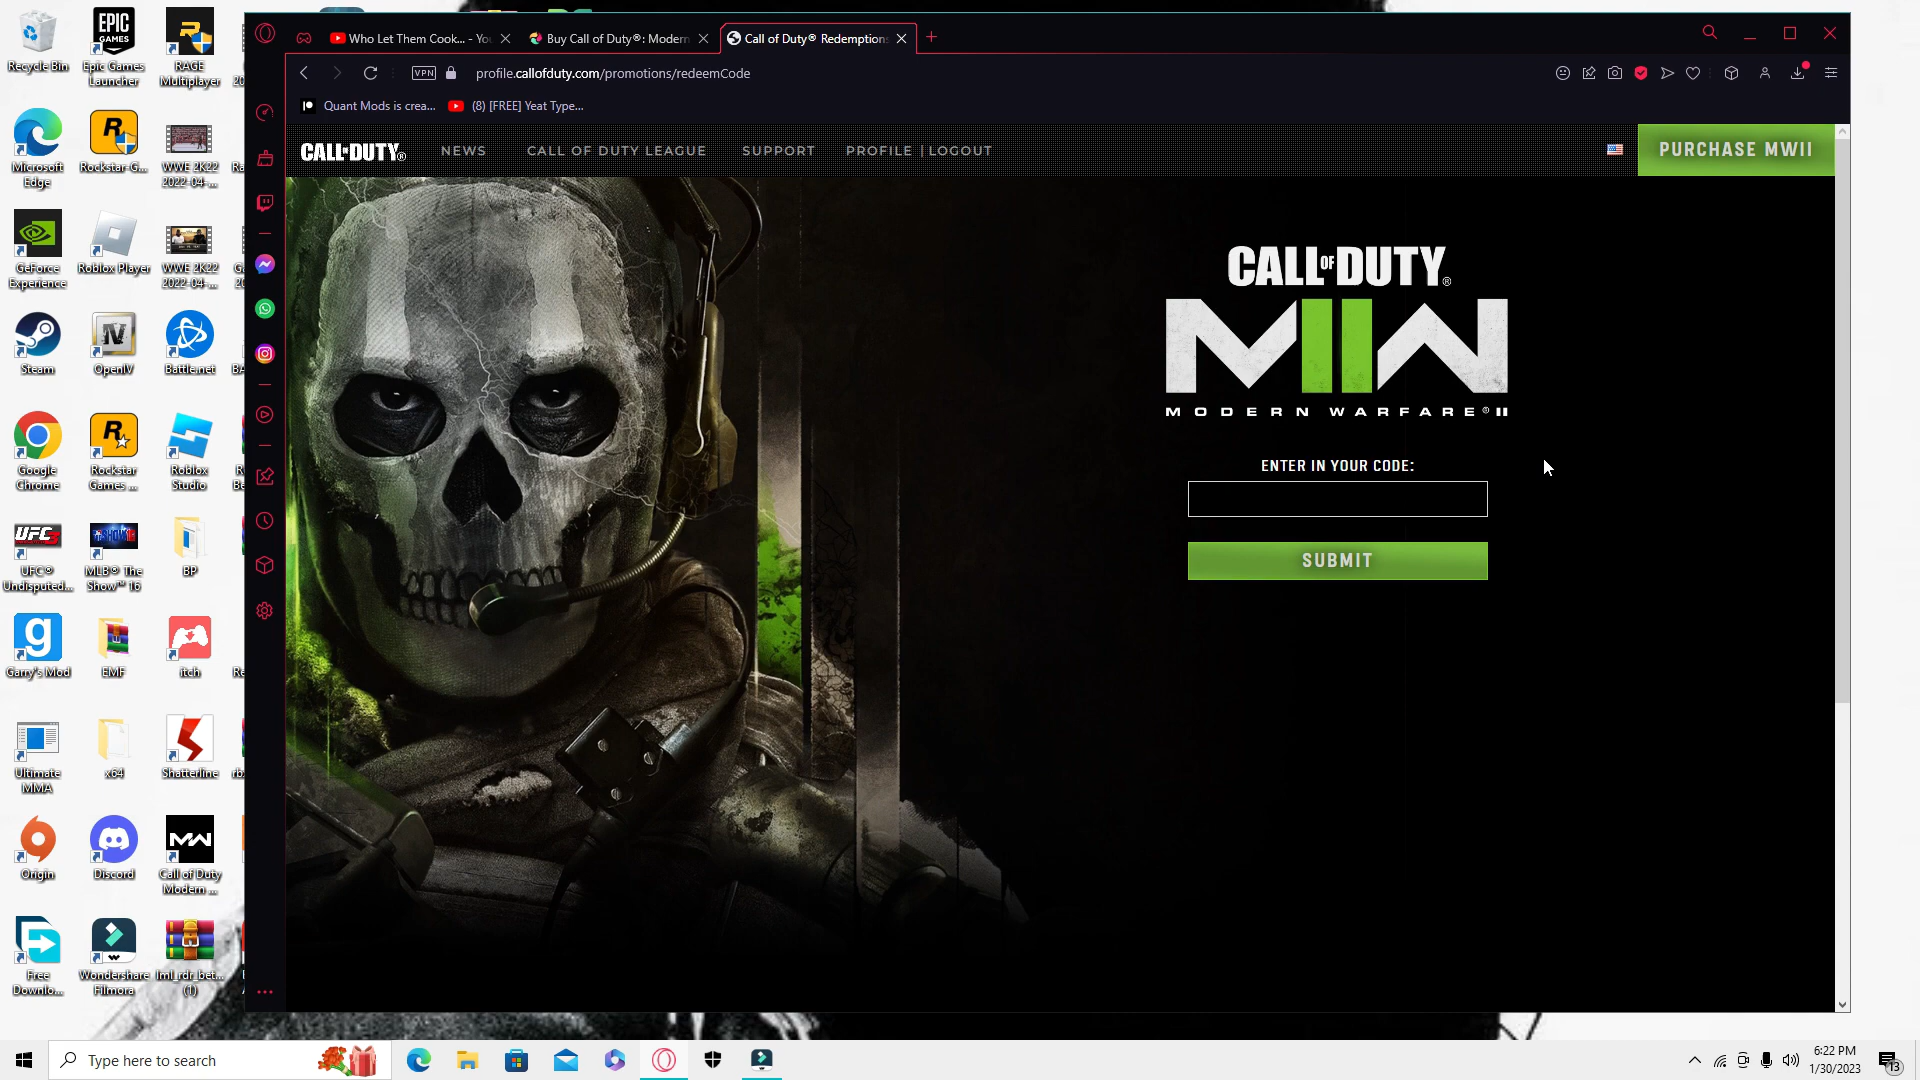 Recycle Bin
Epic Games
Launcher
RAGE
Multiplayer
Microsoft
Edge
Rockstar G...
WWE 2K22
2022-04-...
GeForce
Experience
Roblox Player
WWE 2K22
2022-04-...
Steam
OpenIV
Battle.net
Google
Chrome
Rockstar
Games ...
Roblox
Studio
UFC®
Undisputed...
MLB® The
Show™ 16
BP
Garry's Mod
EMF
itch
Ultimate
MMA
x64
Shatterline
Origin
Discord
Call of Duty
Modern ...
Free
Downlo...
Wondershare
Filmora
lml_rdr_bet...
(1)
Who Let Them Cook... - Yo
Buy Call of Duty®: Modern
Call of Duty® Redemptions
VPN
profile.callofduty.com/promotions/redeemCode
Quant Mods is crea...
(8) [FREE] Yeat Type...
CALL OF DUTY®
NEWS
CALL OF DUTY LEAGUE
SUPPORT
PROFILE | LOGOUT
PURCHASE MWII
CALL OF DUTY®
MWII
MODERN WARFARE® II
ENTER IN YOUR CODE:
SUBMIT
Type here to search
6:22 PM
1/30/2023
13